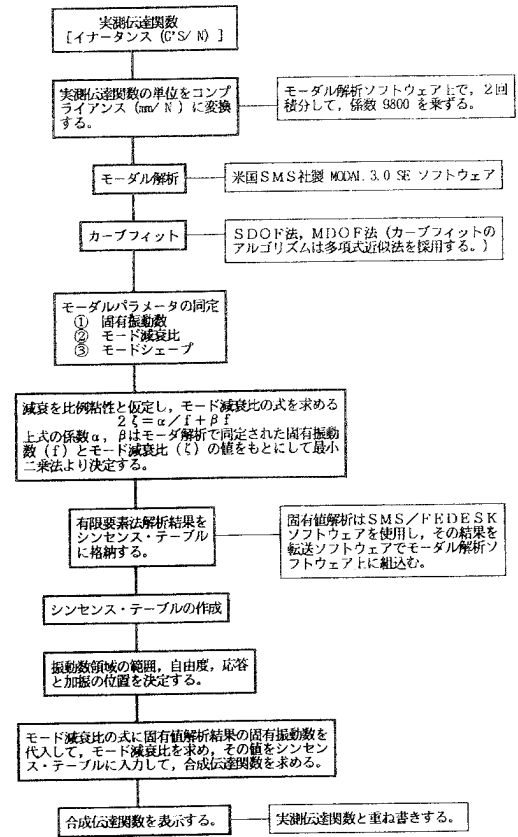 実測伝達関数
[イナータンス (G'S/ N) ]
実測伝達関数の単位をコンプ
ライアンス (mm/ N ) に変換
する。
モーダル解析ソフトウェア上で, 2回
積分して, 係数 9800 を乗ずる。
モーダル解析
米国SMS社製 MODAL 3.0 SE ソフトウェア
カーブフィット
SDOF法, MDOF法 (カーブフィットの
アルゴリズムは多項式近似法を採用する。)
モーダルパラメータの同定
① 固有振動数
② モード減衰比
③ モードシェープ
減衰を比例粘性と仮定し, モード減衰比の式を求める
2ζ=α/f+βf
上式の係数α, βはモーダ解析で同定された固有振動
数 (f) とモード減衰比 (ζ) の値をもとにして最小
二乗法より決定する。
有限要素法解析結果を
シンセンス・テーブル
に格納する。
固有値解析はSMS/FEDESK
ソフトウェアを使用し, その結果を
転送ソフトウェアでモーダル解析ソ
フトウェア上に組込む。
シンセンス・テーブルの作成
振動数領域の範囲, 自由度, 応答
と加振の位置を決定する。
モード減衰比の式に固有値解析結果の固有振動数を
代入して, モード減衰比を求め, その値をシンセン
ス・テーブルに入力して, 合成伝達関数を求める。
合成伝達関数を表示する。
実測伝達関数と重ね書きする。